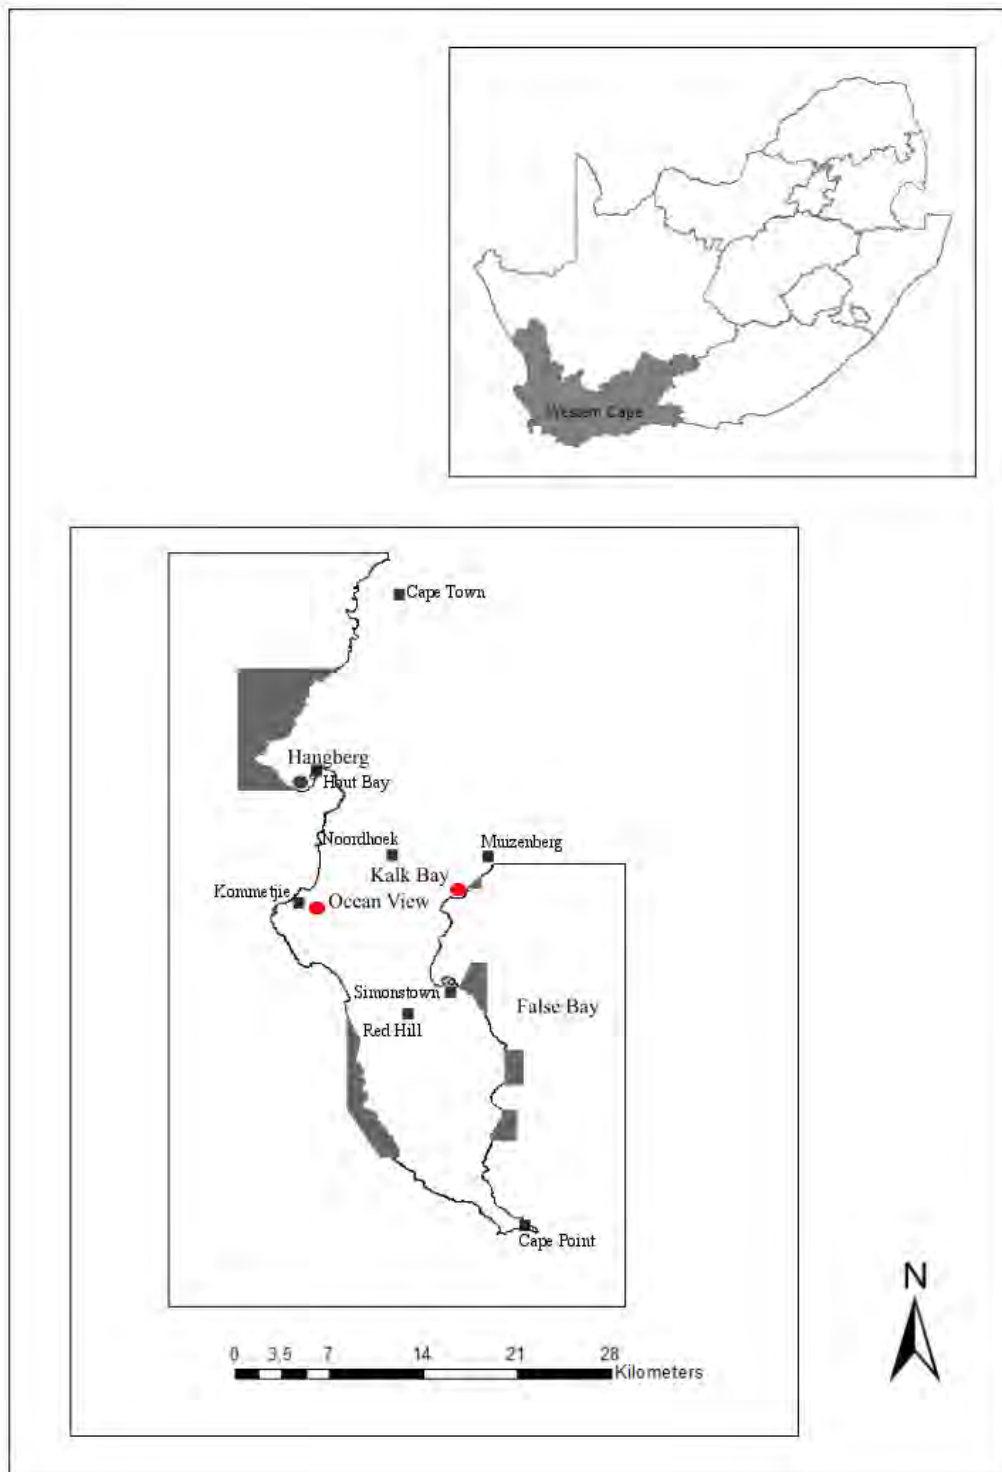 Western Cape
Cape Town
Hangberg
Hout Bay
Noordhoek
Muizenberg
Kalk Bay
Kommetjie
Ocean View
Simonstown
False Bay
Red Hill
Cape Point
N
0 3,5 7 14 21 28
Kilometers